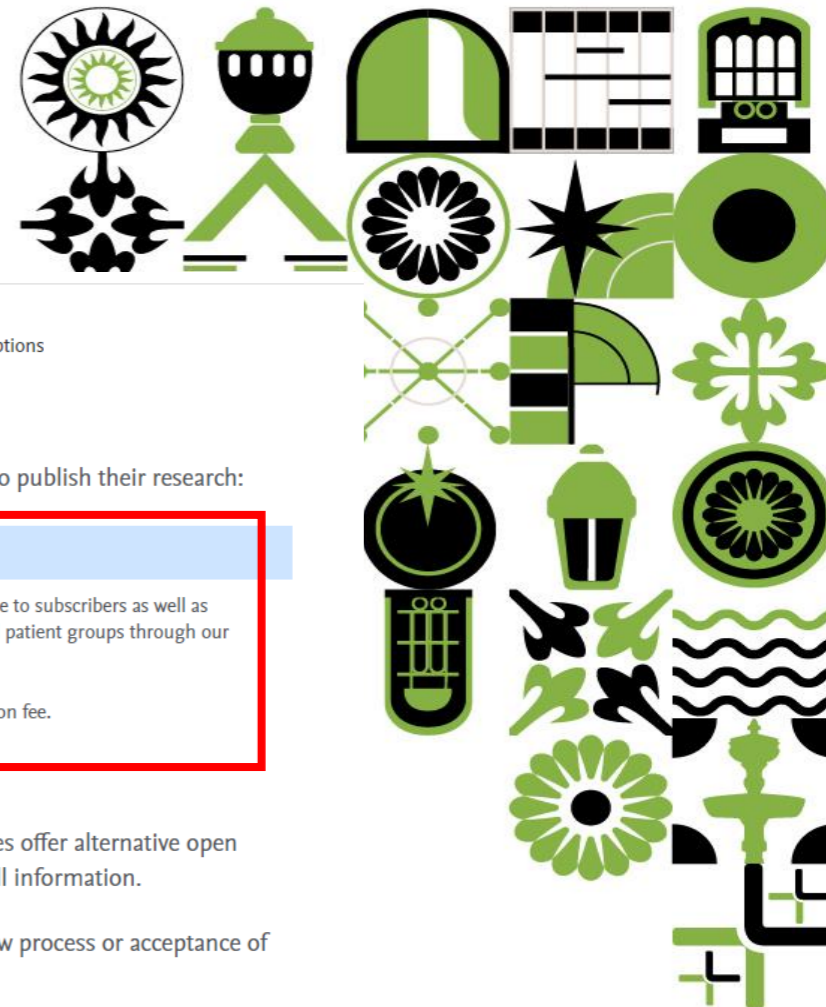 o publish their research:
e to subscribers as well as
patient groups through our
on fee.
es offer alternative open
ll information.
w process or acceptance of